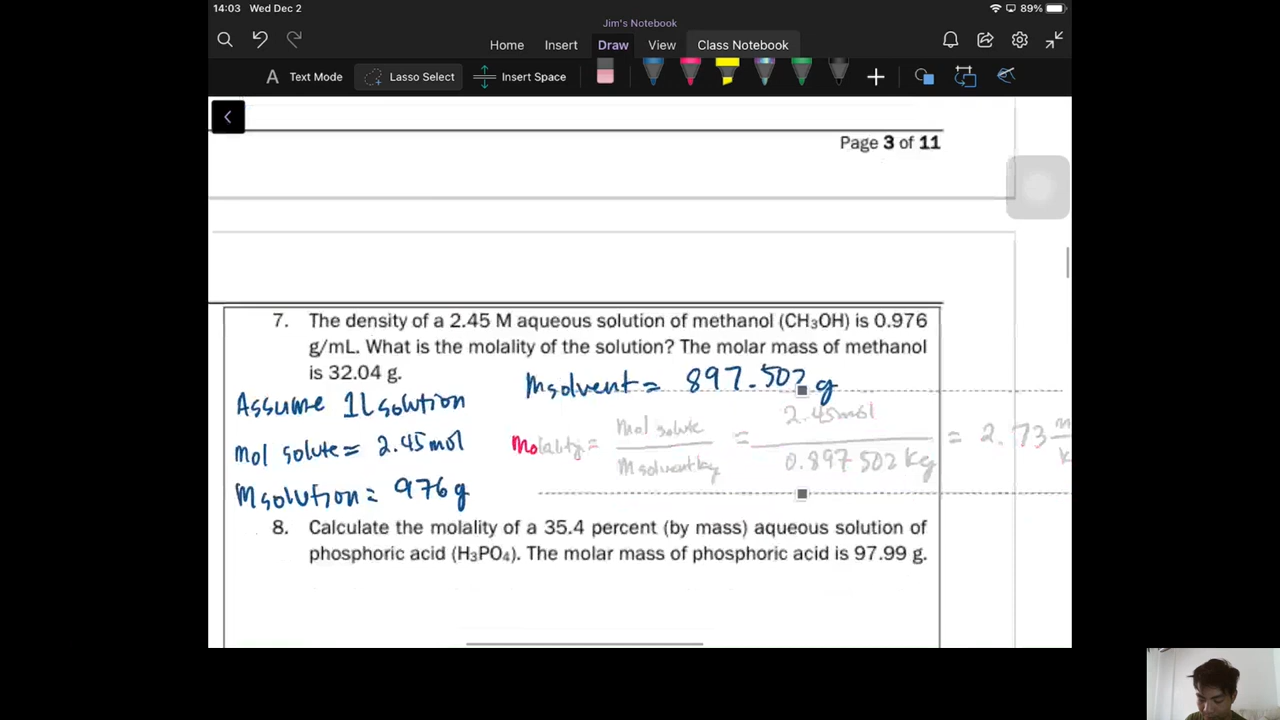 14:03 Wed Dec 2
89%
Jim's Notebook
Home Insert Draw View Class Notebook
Text Mode Lasso Select Insert Space
Page 3 of 11
7. The density of a 2.45 M aqueous solution of methanol (CH₃OH) is 0.976
g/mL. What is the molality of the solution? The molar mass of methanol
is 32.04 g.
Msolvent = 897.502 g
Assume 1L solution
mol solute = 2.45 mol
Msolution = 976 g
Molality = mol solute / Msolvent kg = 2.45 mol / 0.897502 kg = 2.73
8. Calculate the molality of a 35.4 percent (by mass) aqueous solution of
phosphoric acid (H₃PO₄). The molar mass of phosphoric acid is 97.99 g.